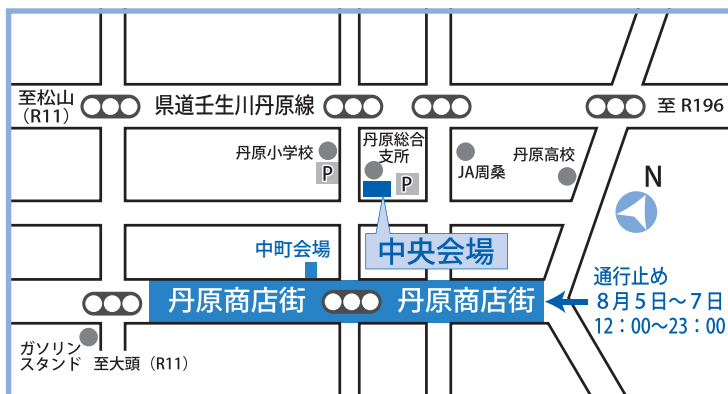 至松山
（R11）
県道壬生川丹原線
至 R196
丹原小学校
P
丹原総合
支所
P
JA周桑
丹原高校
N
中町会場
中央会場
丹原商店街
丹原商店街
通行止め
８月５日〜７日
12：00〜23：00
ガソリン
スタンド
至大頭（R11）